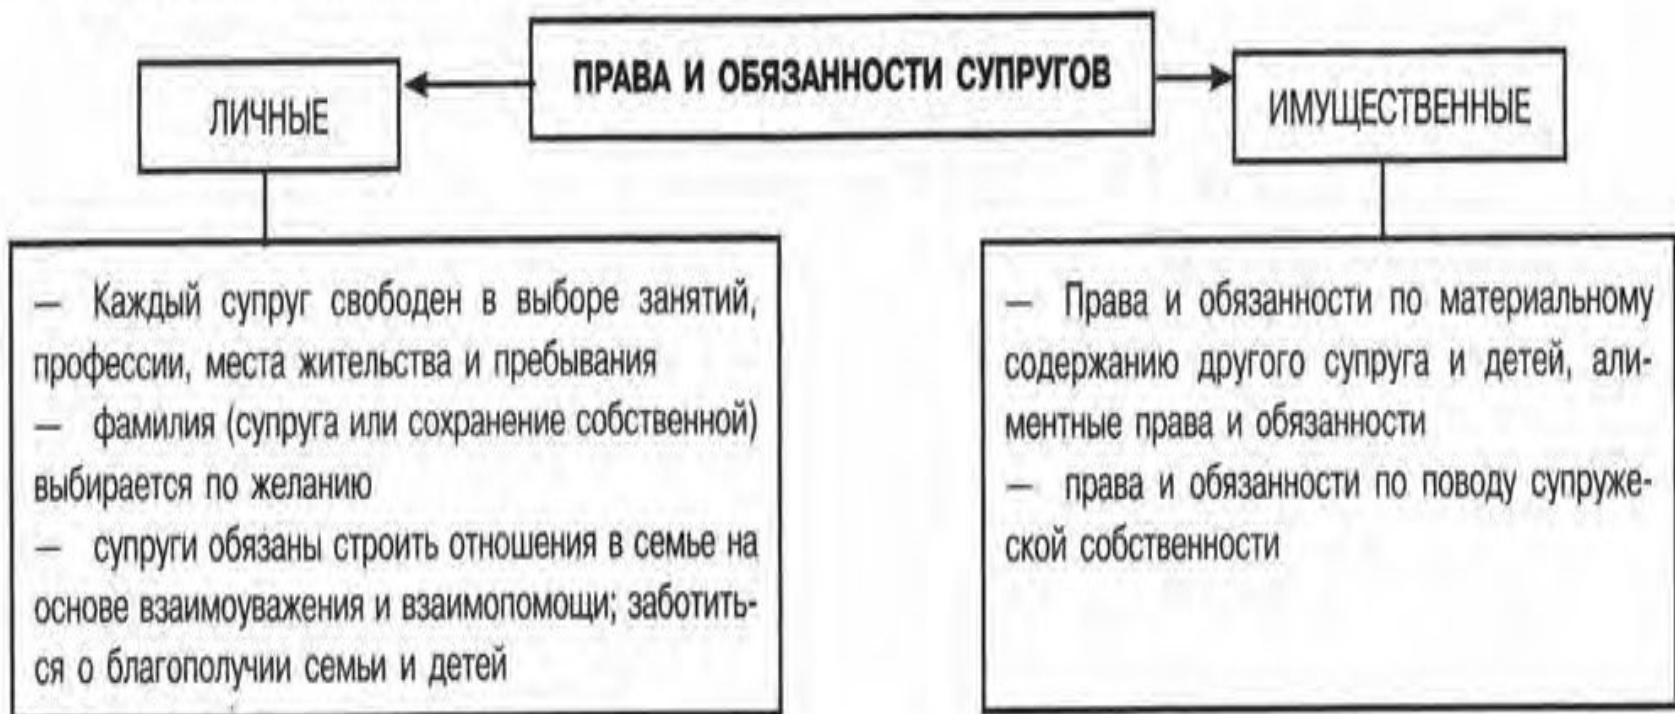 ПРАВА И ОБЯЗАННОСТИ СУПРУГОВ
ЛИЧНЫЕ
— Каждый супруг свободен в выборе занятий,
профессии, места жительства и пребывания
— фамилия (супруга или сохранение собственной)
выбирается по желанию
— супруги обязаны строить отношения в семье на
основе взаимоуважения и взаимопомощи; заботить-
ся о благополучии семьи и детей
ИМУЩЕСТВЕННЫЕ
— Права и обязанности по материальному
содержанию другого супруга и детей, али-
ментные права и обязанности
— права и обязанности по поводу супруже-
ской собственности